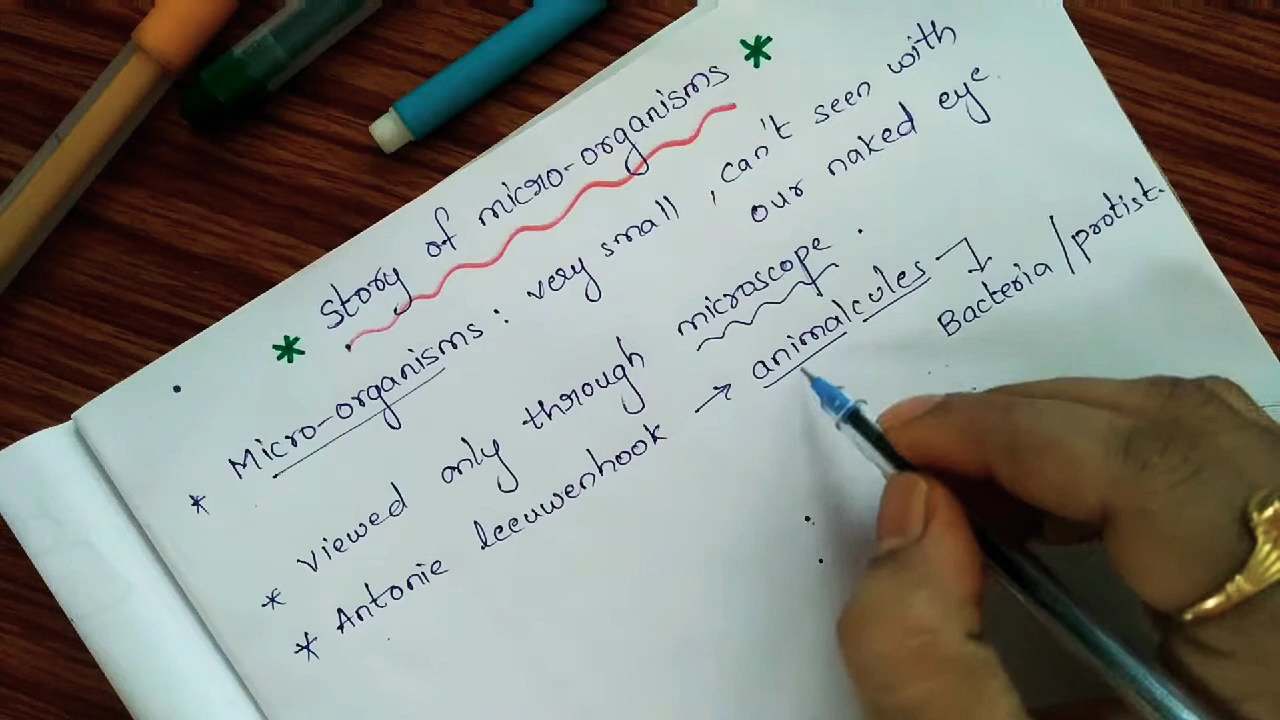 * Story of micro-organisms *
* Micro-organisms : very small , can't seen with
our naked eye.
* viewed only through microscope .
* Antonie leeuwenhook → animalcules
Bacteria / protist.